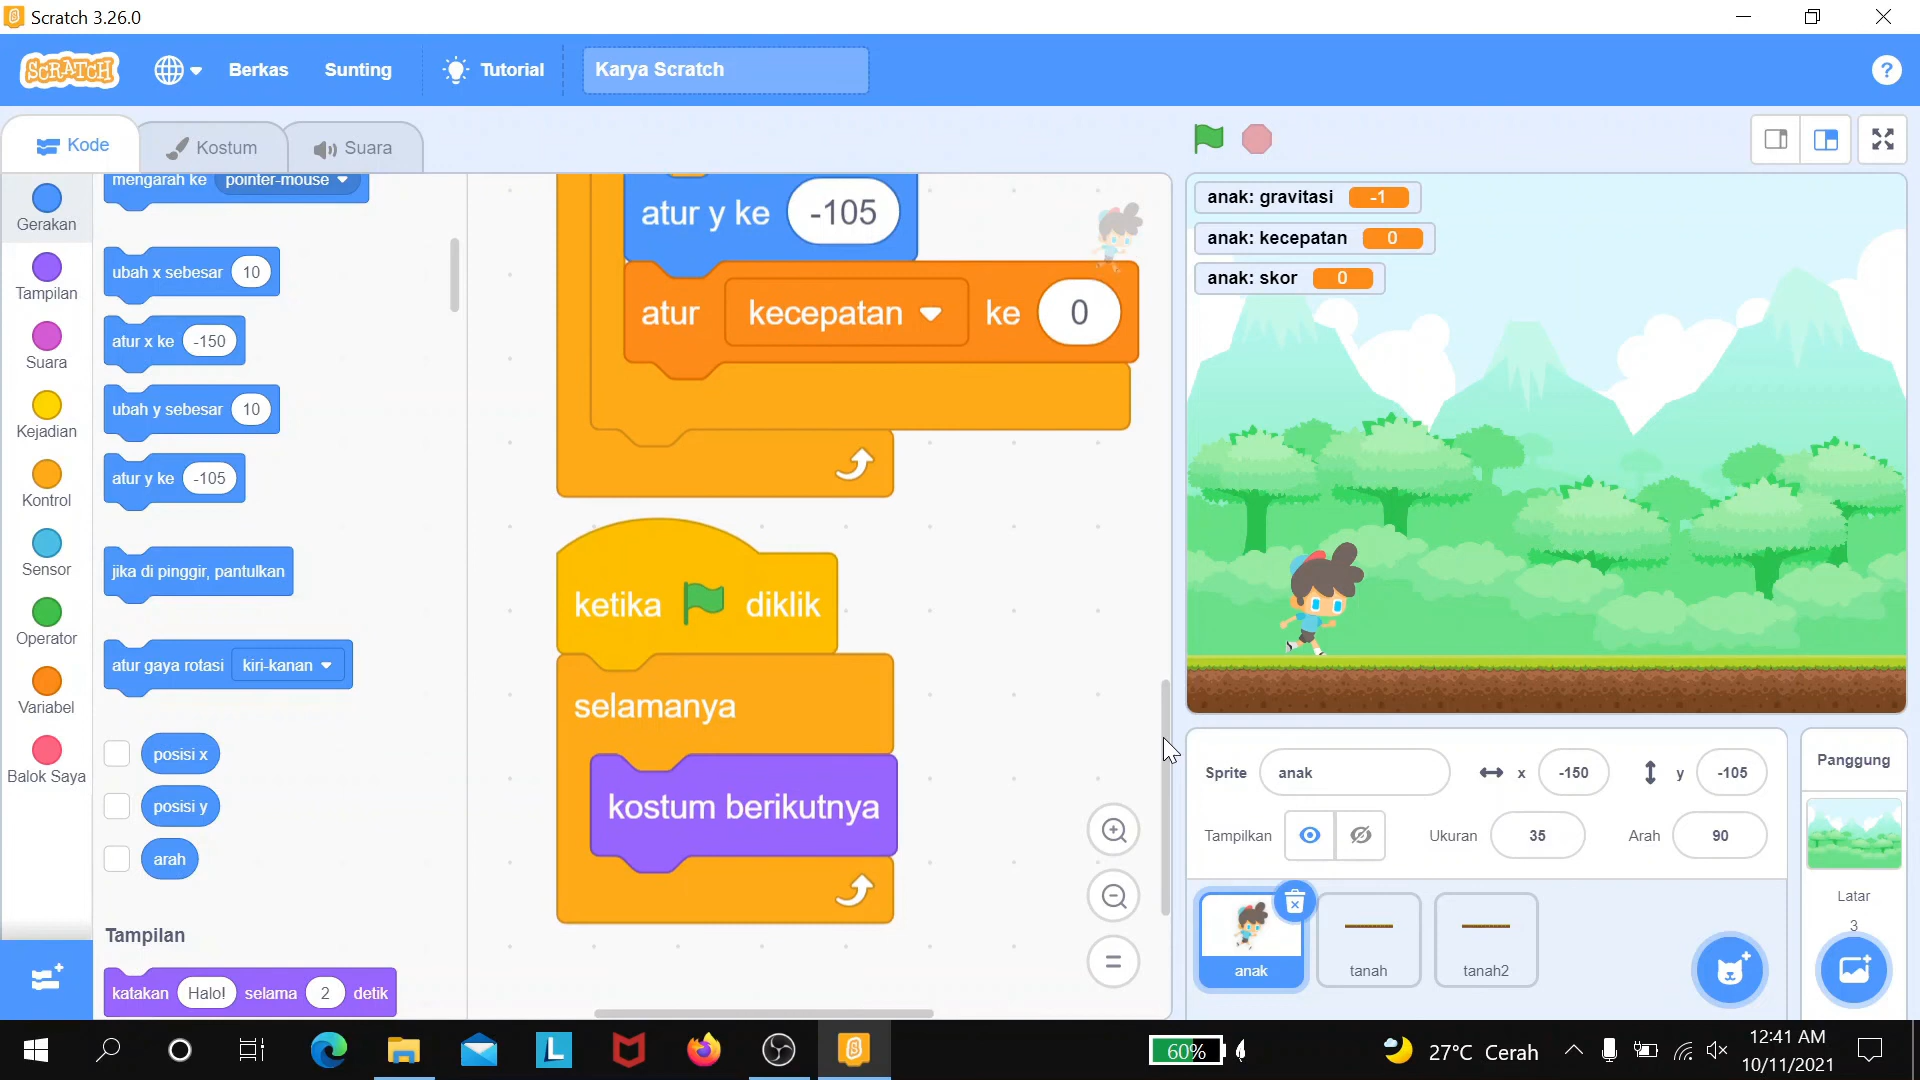 Scratch 3.26.0
SCRATCH
Berkas
Sunting
Tutorial
Karya Scratch
?
Kode
Kostum
Suara
Gerakan
Tampilan
Suara
Kejadian
Kontrol
Sensor
Operator
Variabel
Balok Saya
mengarah ke pointer-mouse
ubah x sebesar 10
atur x ke -150
ubah y sebesar 10
atur y ke -105
jika di pinggir, pantulkan
atur gaya rotasi kiri-kanan
posisi x
posisi y
arah
Tampilan
katakan Halo! selama 2 detik
atur y ke -105
atur kecepatan ke 0
ketika diklik
selamanya
kostum berikutnya
anak: gravitasi -1
anak: kecepatan 0
anak: skor 0
Sprite anak x -150 y -105
Tampilkan Ukuran 35 Arah 90
anak
tanah
tanah2
Panggung
Latar
3
60%
27°C Cerah
12:41 AM
10/11/2021